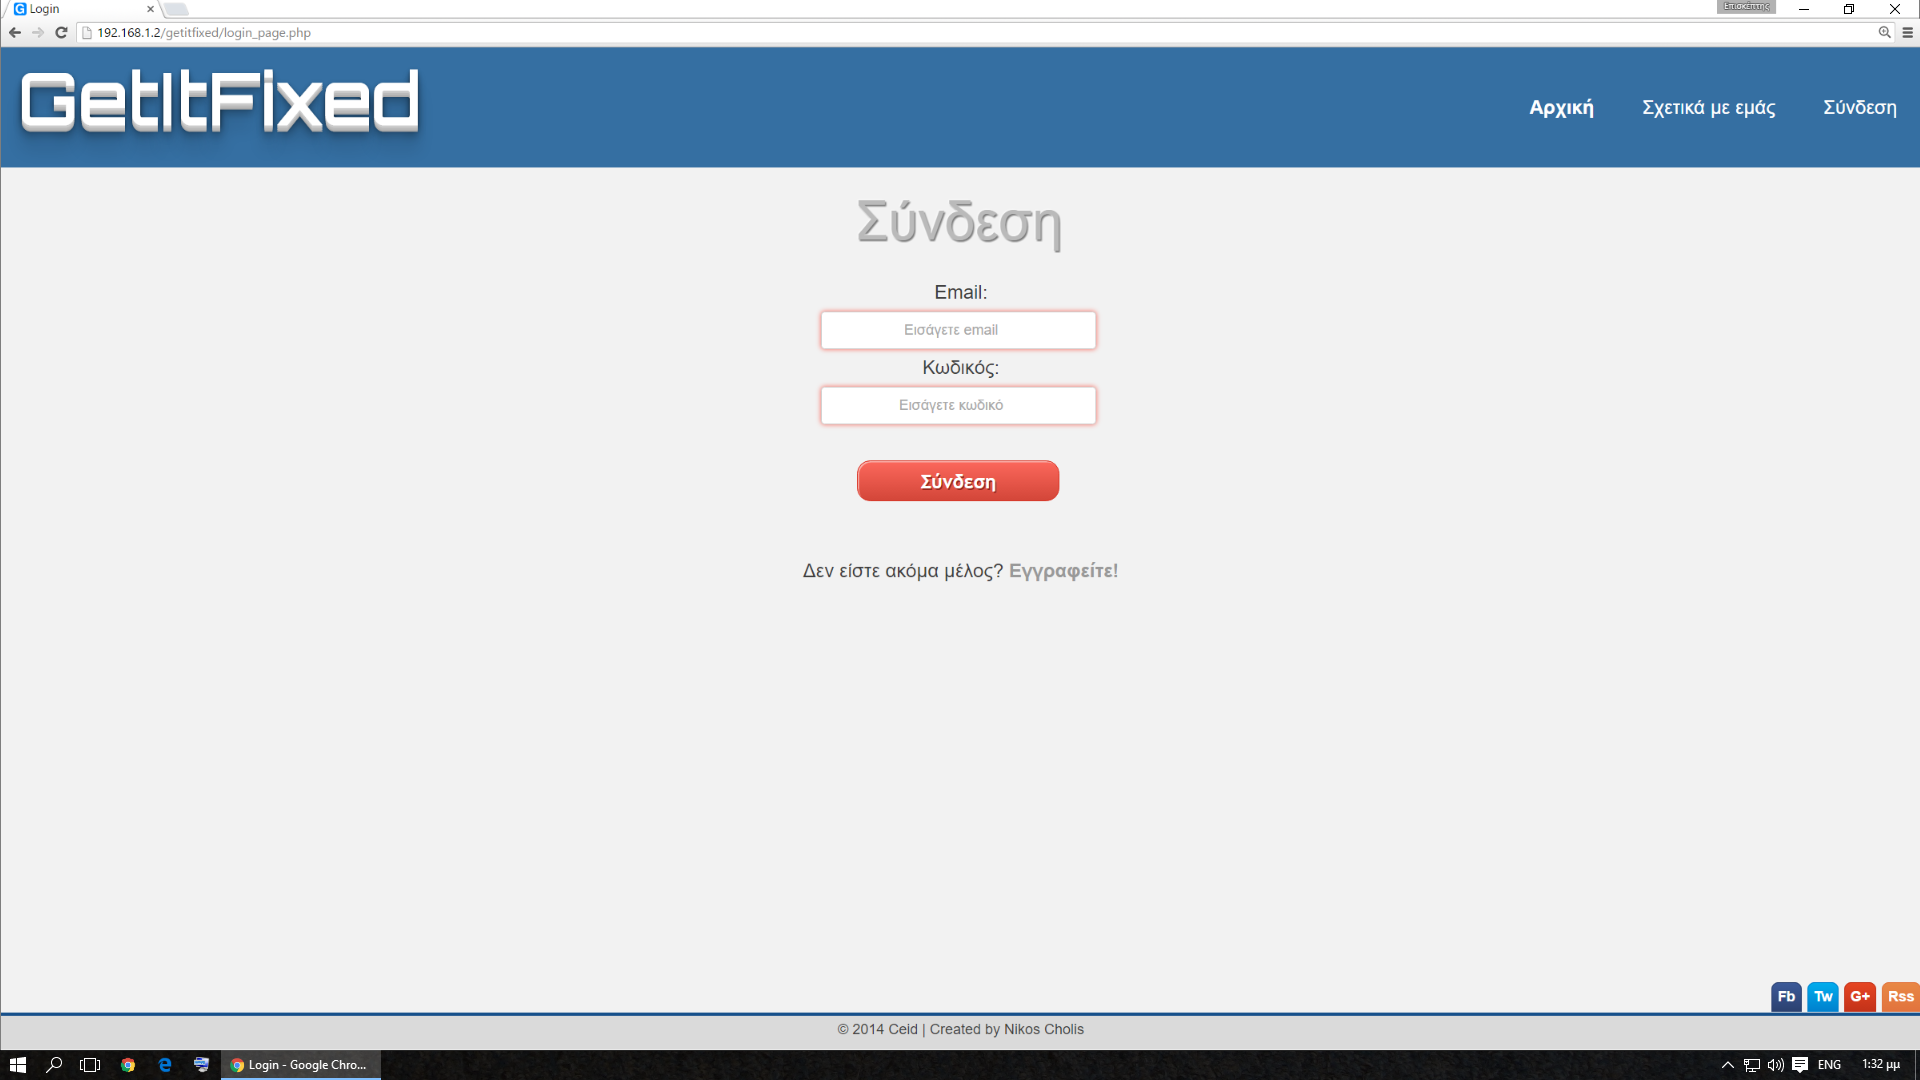 Login
Επισκέπτης
192.168.1.2/getitfixed/login_page.php
GetItFixed
Αρχική
Σχετικά με εμάς
Σύνδεση
Σύνδεση
Email:
Εισάγετε email
Κωδικός:
Εισάγετε κωδικό
Σύνδεση
Δεν είστε ακόμα μέλος? Εγγραφείτε!
Fb
Tw
G+
Rss
© 2014 Ceid | Created by Nikos Cholis
Login - Google Chro...
ENG
1:32 μμ